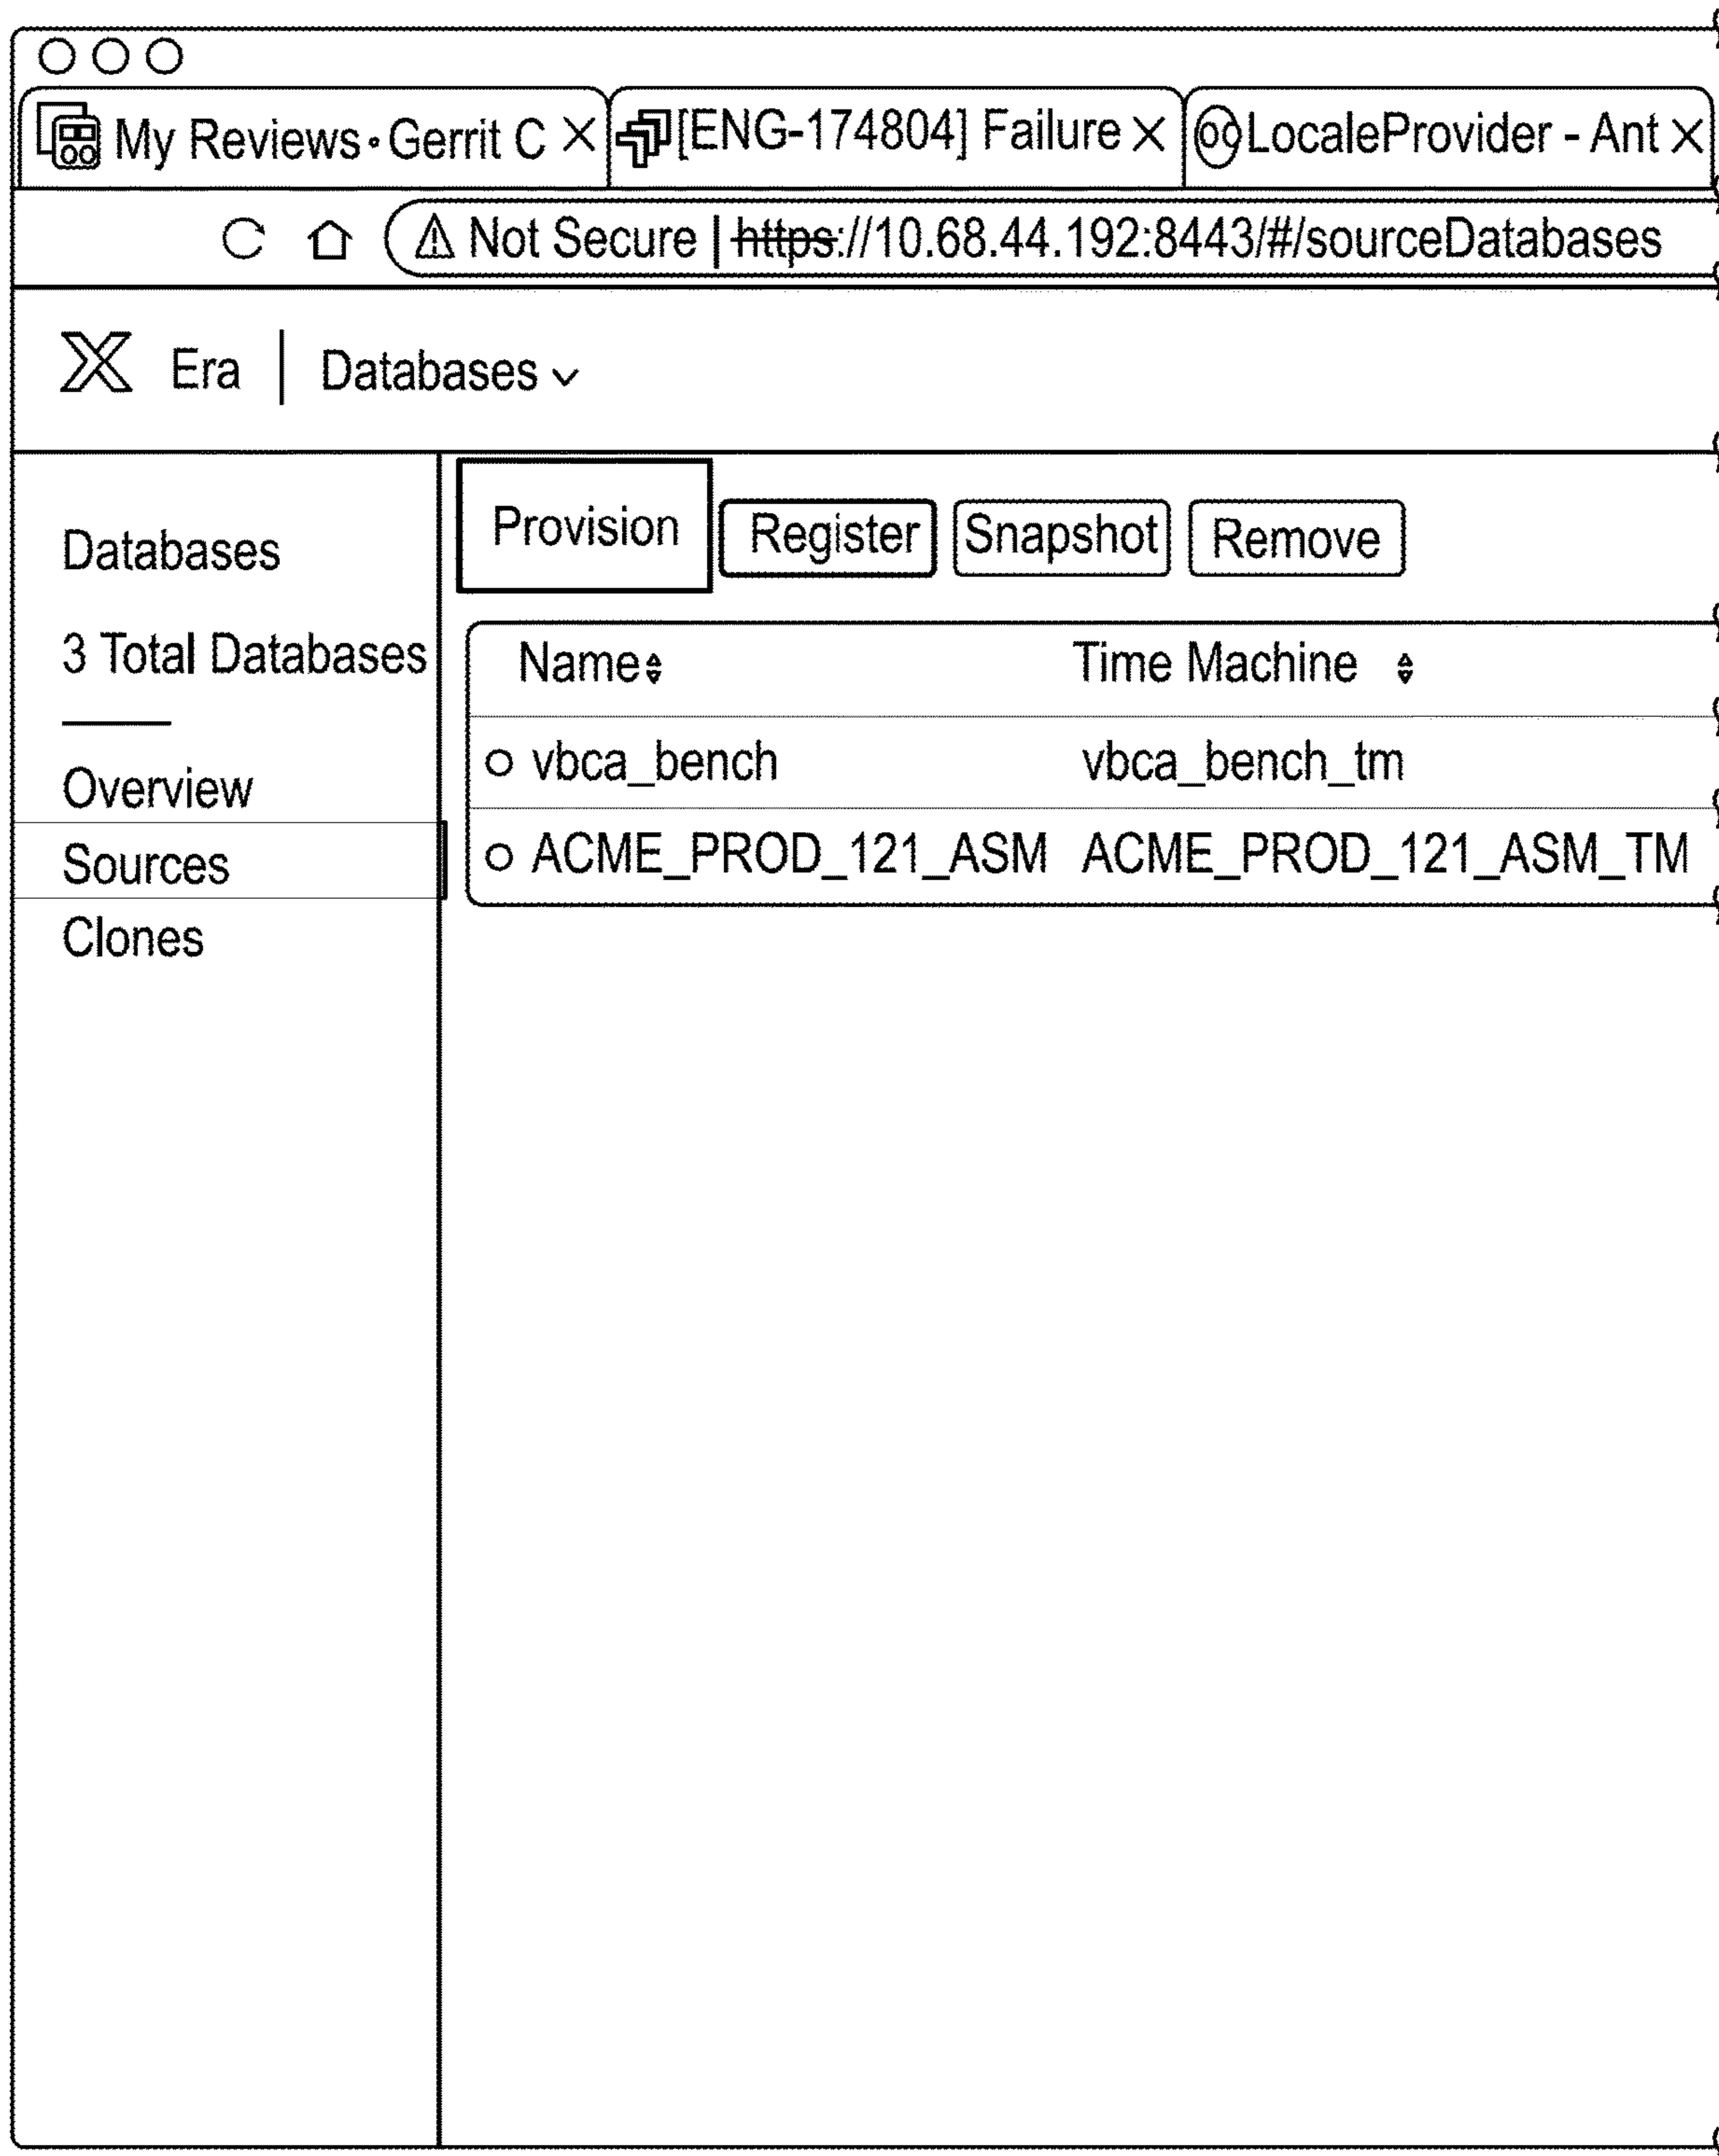 My Reviews · Gerrit C [ENG-174804] Failure LocaleProvider - Ant
Not Secure | https://10.68.44.192:8443/#/sourceDatabases
Era | Databases
Provision Register Snapshot Remove
Databases
3 Total Databases
Overview
Sources
Clones
Name Time Machine
vbca_bench vbca_bench_tm
ACME_PROD_121_ASM ACME_PROD_121_ASM_TM